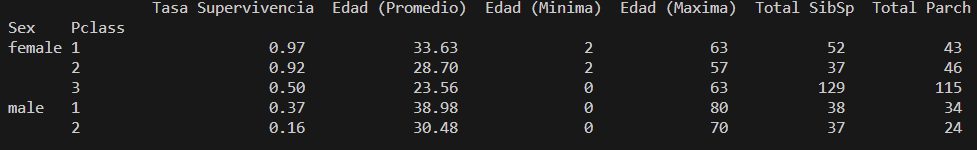 Tasa Supervivencia Edad (Promedio) Edad (Minima) Edad (Maxima) Total SibSp Total Parch
Sex Pclass
female 1 0.97 33.63 2 63 52 43
2 0.92 28.70 2 57 37 46
3 0.50 23.56 0 63 129 115
male 1 0.37 38.98 0 80 38 34
2 0.16 30.48 0 70 37 24